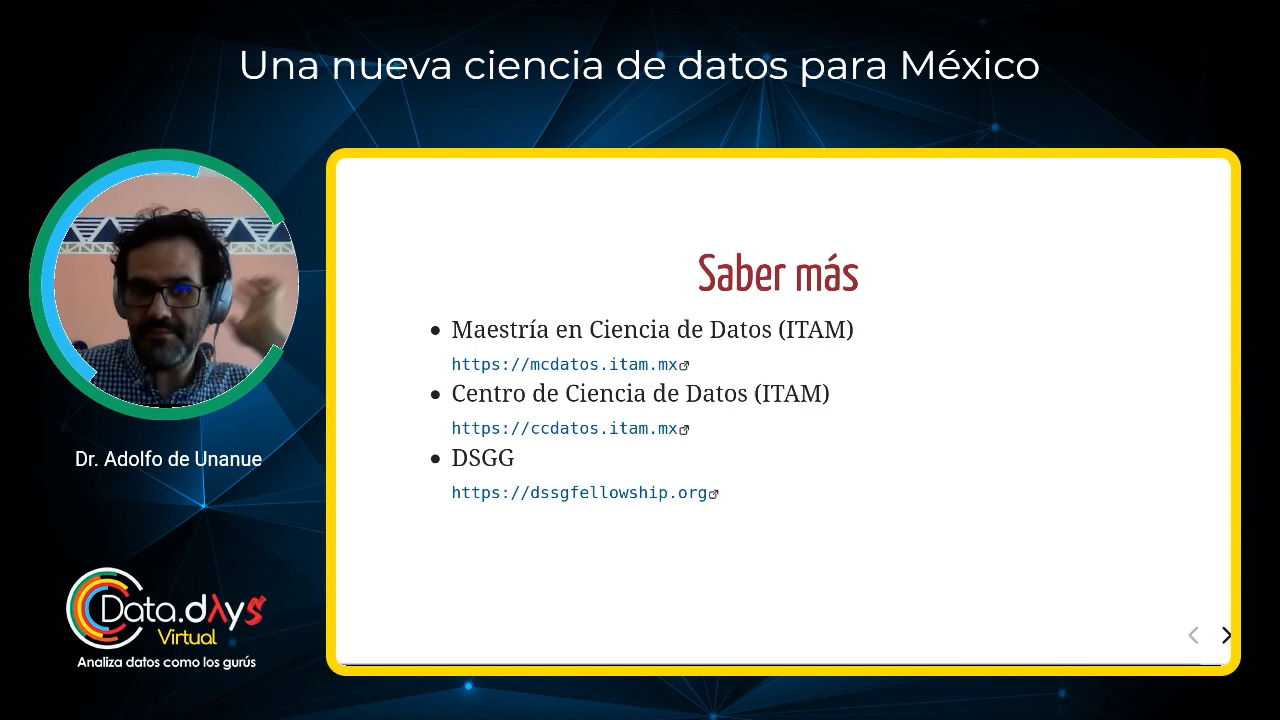 Una nueva ciencia de datos para México
Saber más
Maestría en Ciencia de Datos (ITAM)
https://mcdatos.itam.mx
Centro de Ciencia de Datos (ITAM)
https://ccdatos.itam.mx
DSGG
https://dssgfellowship.org
Dr. Adolfo de Unanue
Data.dAyS
Virtual
Analiza datos como los gurús